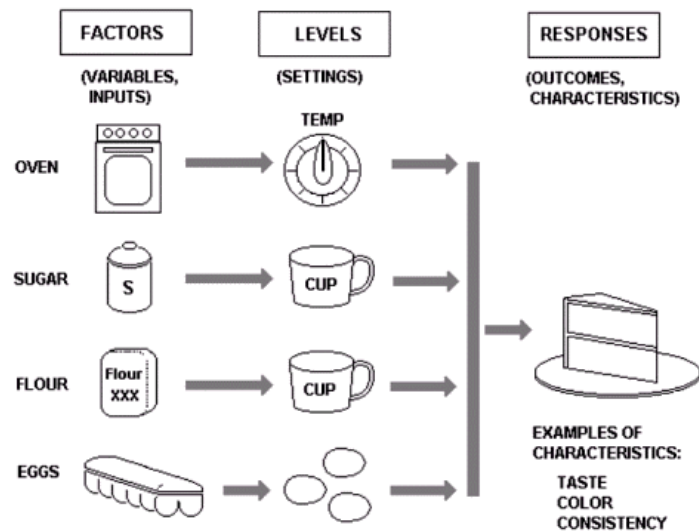 FACTORS
LEVELS
RESPONSES
(VARIABLES,
INPUTS)
(SETTINGS)
(OUTCOMES,
CHARACTERISTICS)
TEMP
OVEN
SUGAR
S
CUP
FLOUR
Flour
XXX
CUP
EGGS
EXAMPLES OF
CHARACTERISTICS:
TASTE
COLOR
CONSISTENCY